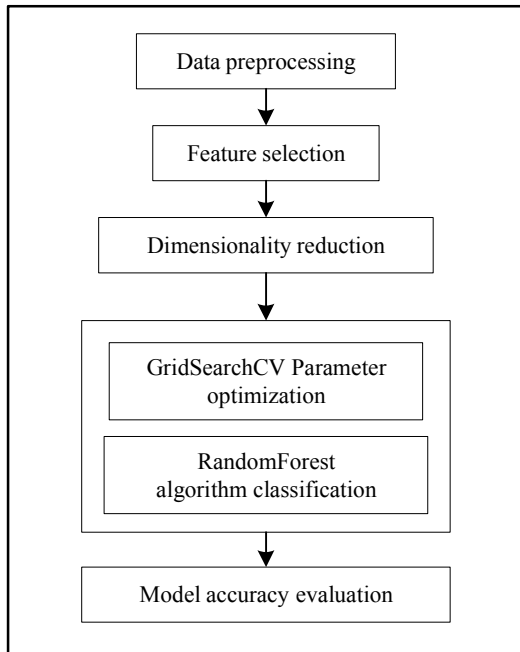 Data preprocessing
Feature selection
Dimensionality reduction
GridSearchCV Parameter
optimization
RandomForest
algorithm classification
Model accuracy evaluation